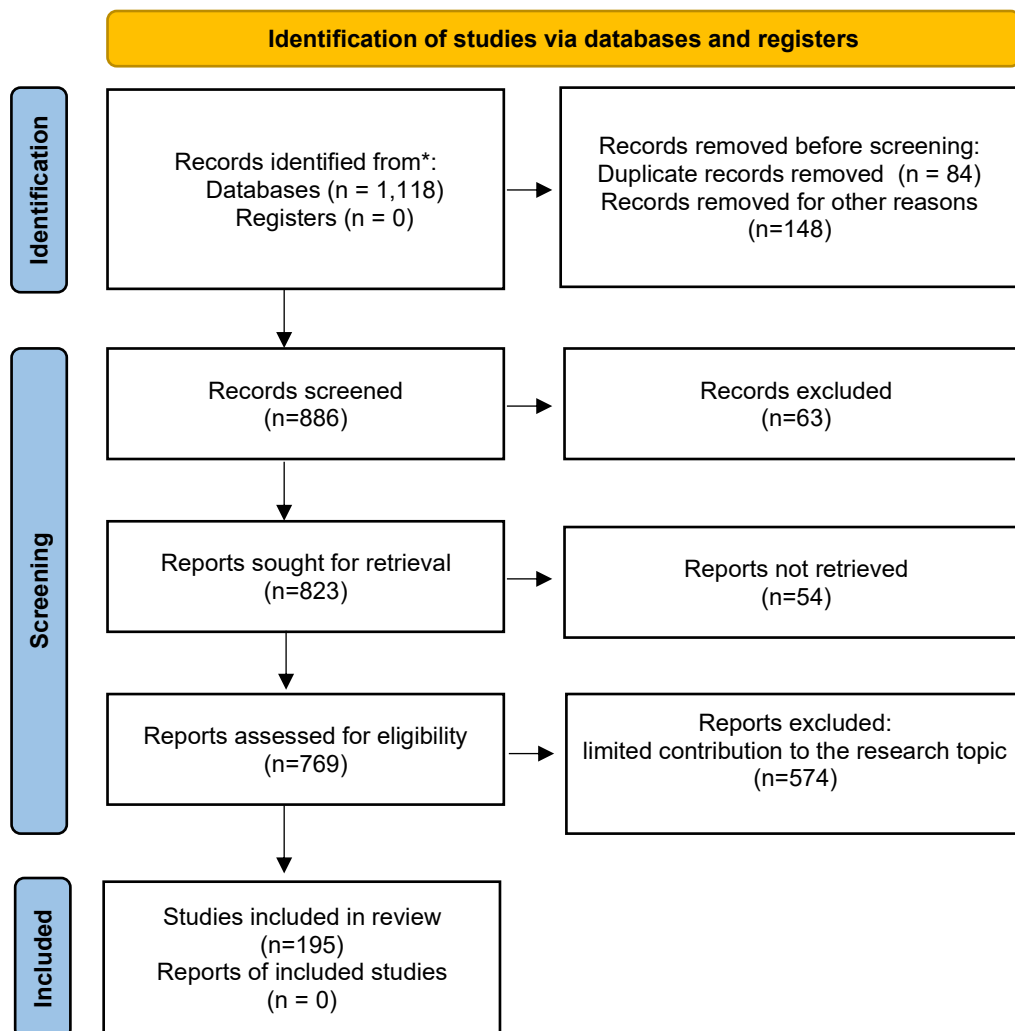 Identification of studies via databases and registers
Identification
Records identified from*:
Databases (n = 1,118)
Registers (n = 0)
Records removed before screening:
Duplicate records removed  (n = 84)
Records removed for other reasons
(n=148)
Screening
Records screened
(n=886)
Records excluded
(n=63)
Reports sought for retrieval
(n=823)
Reports not retrieved
(n=54)
Reports assessed for eligibility
(n=769)
Reports excluded:
limited contribution to the research topic
(n=574)
Included
Studies included in review
(n=195)
Reports of included studies
(n = 0)